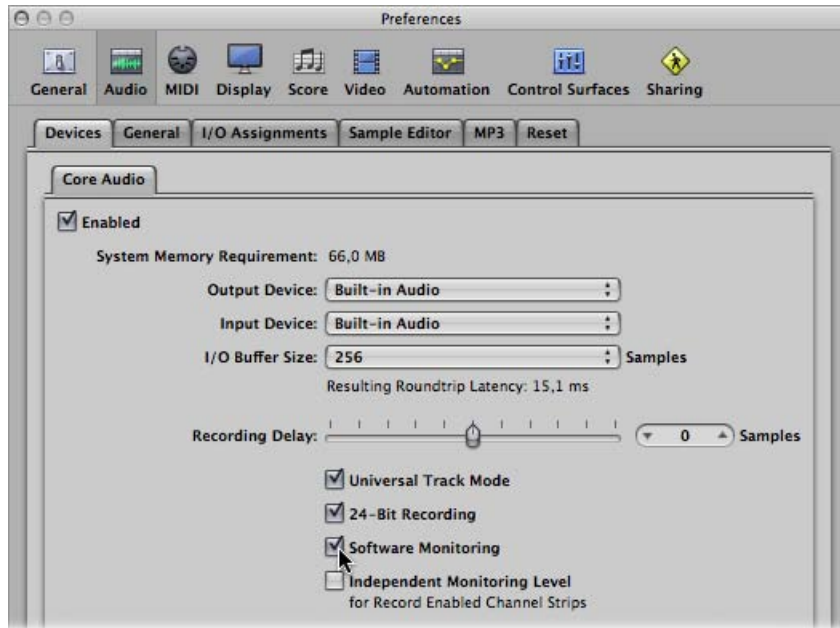 Preferences
General Audio MIDI Display Score Video Automation Control Surfaces Sharing
Devices General I/O Assignments Sample Editor MP3 Reset
Core Audio
Enabled
System Memory Requirement: 66,0 MB
Output Device: Built-in Audio
Input Device: Built-in Audio
I/O Buffer Size: 256 Samples
Resulting Roundtrip Latency: 15,1 ms
Recording Delay: 0 Samples
Universal Track Mode
24-Bit Recording
Software Monitoring
Independent Monitoring Level
for Record Enabled Channel Strips